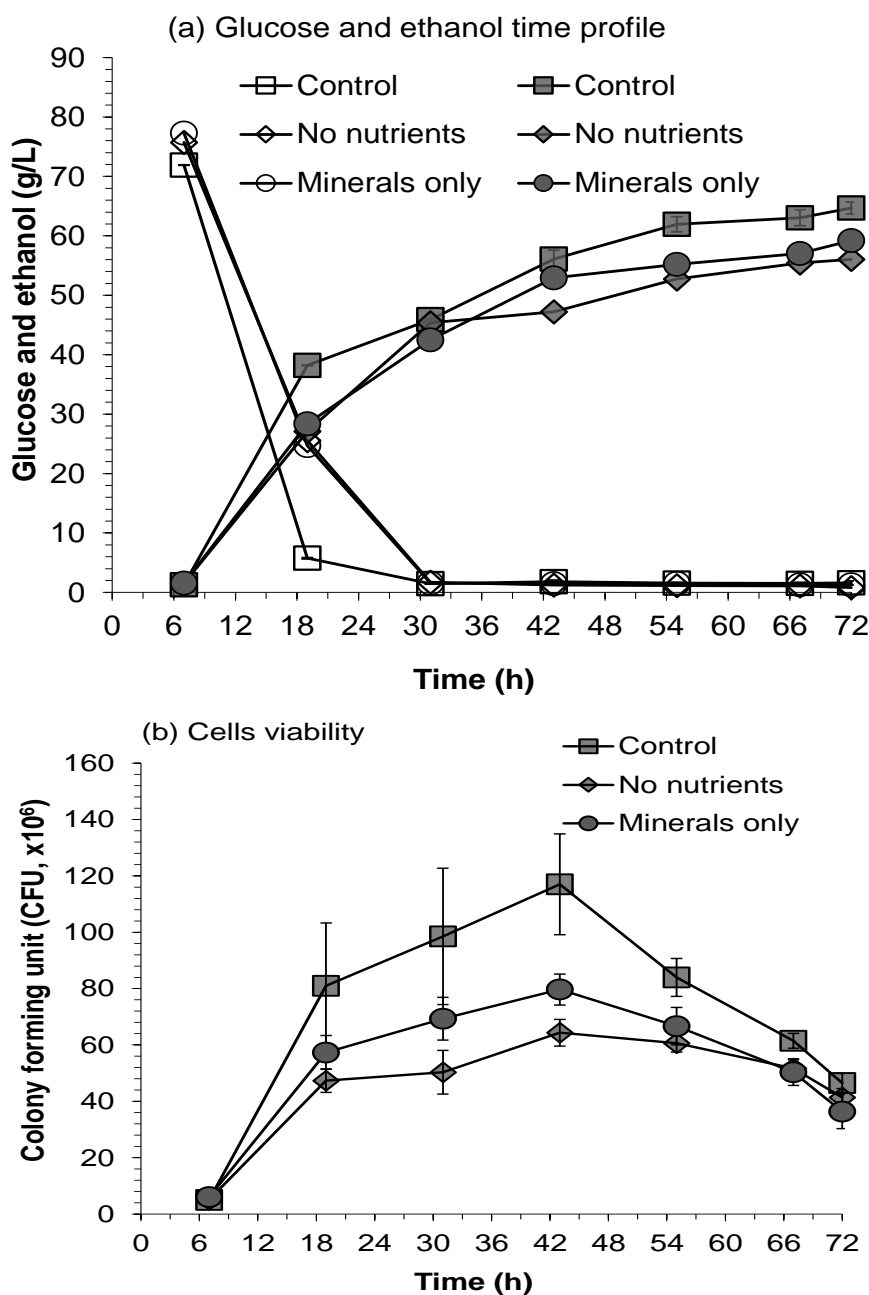 (a) Glucose and ethanol time profile
90
80
70
60
50
40
30
20
10
0
Glucose and ethanol (g/L)
Control Control
No nutrients No nutrients
Minerals only Minerals only
0 6 12 18 24 30 36 42 48 54 60 66 72
Time (h)
(b) Cells viability
160
140
120
100
80
60
40
20
0
Colony forming unit (CFU, x10⁶)
Control
No nutrients
Minerals only
0 6 12 18 24 30 36 42 48 54 60 66 72
Time (h)